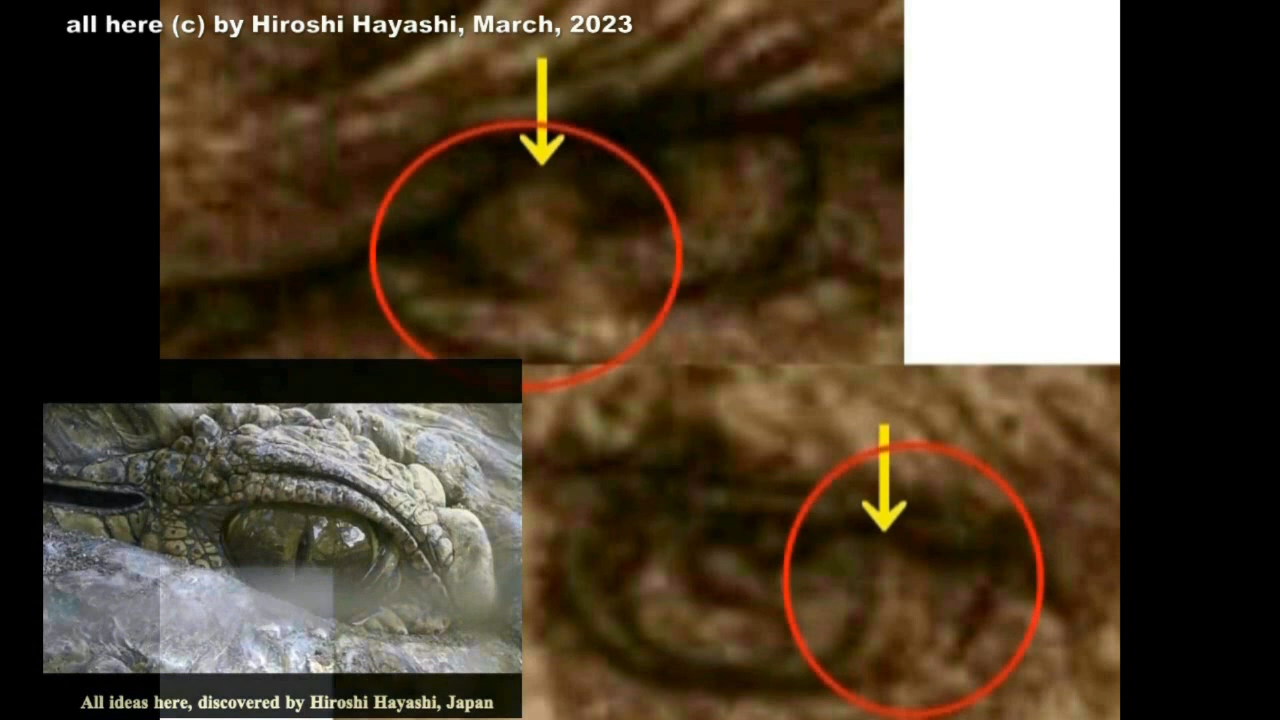 all here (c) by Hiroshi Hayashi, March, 2023
All ideas here, discovered by Hiroshi Hayashi, Japan